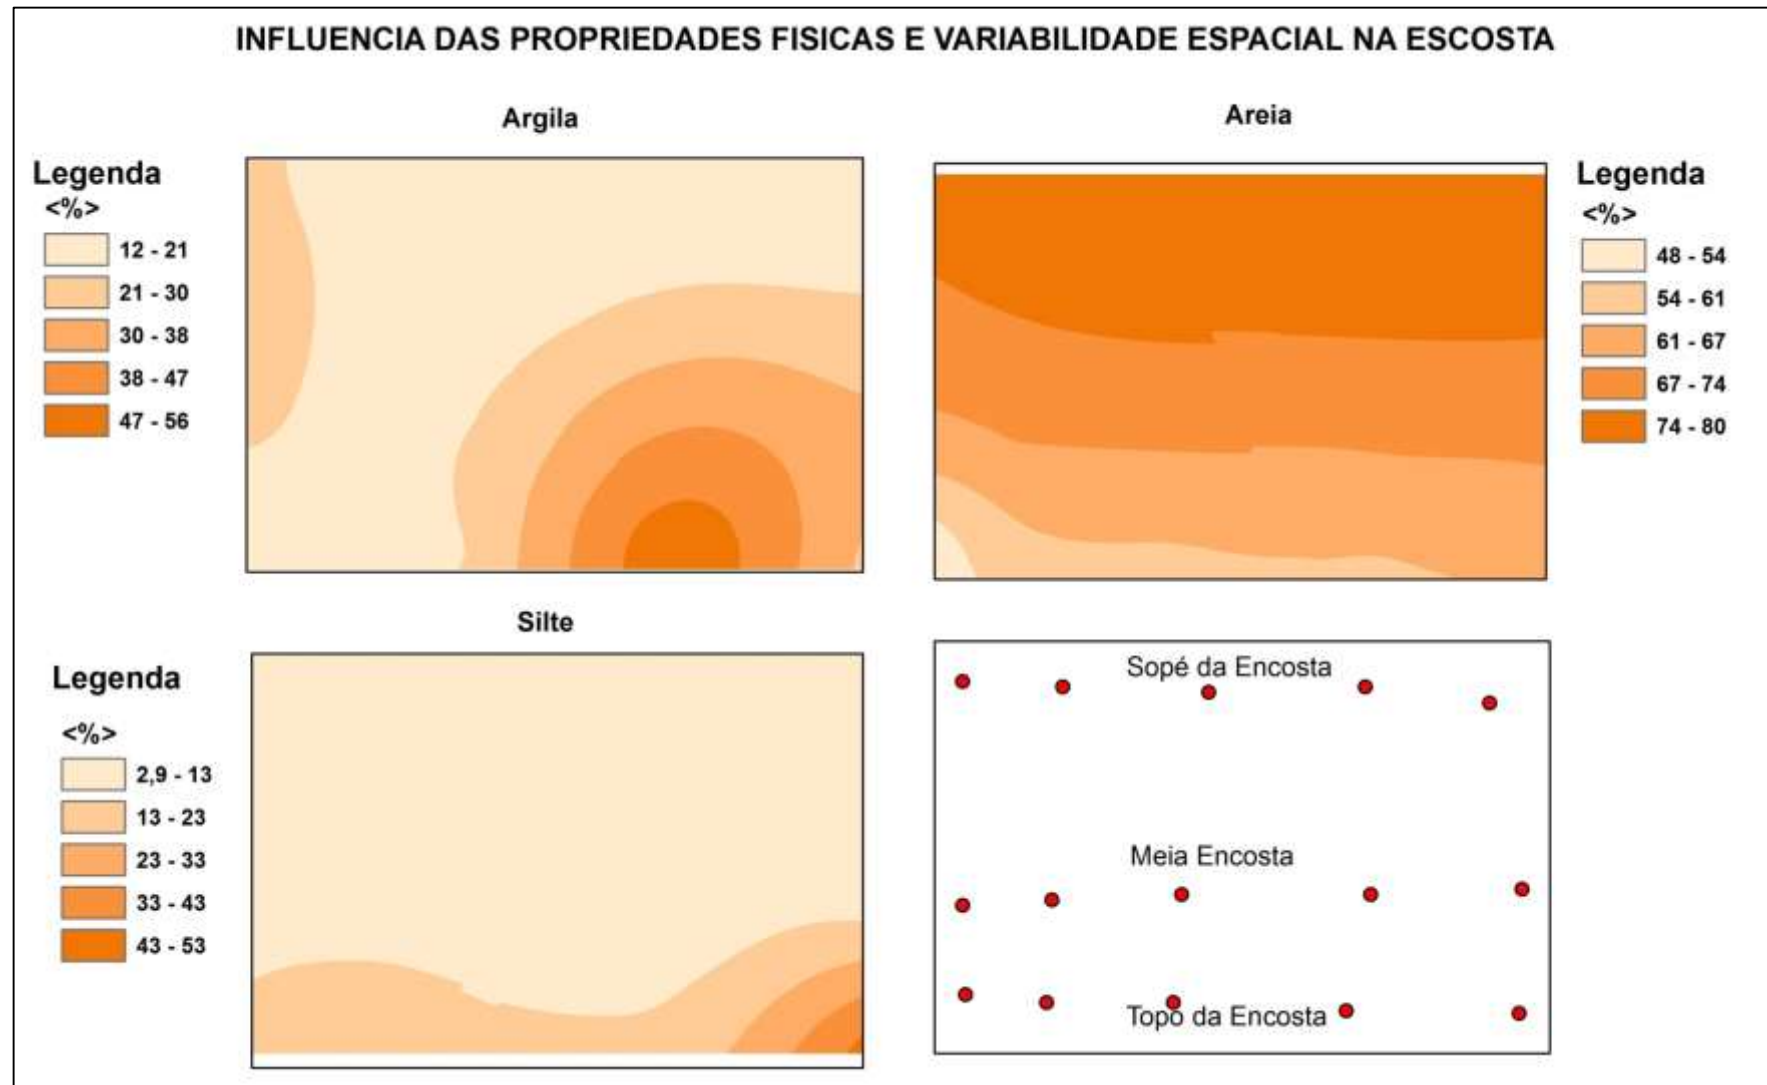 INFLUENCIA DAS PROPRIEDADES FISICAS E VARIABILIDADE ESPACIAL NA ESCOSTA
Argila
Legenda
<%>
12 - 21
21 - 30
30 - 38
38 - 47
47 - 56
Areia
Legenda
<%>
48 - 54
54 - 61
61 - 67
67 - 74
74 - 80
Silte
Legenda
<%>
2,9 - 13
13 - 23
23 - 33
33 - 43
43 - 53
Sopé da Encosta
Meia Encosta
Topo da Encosta